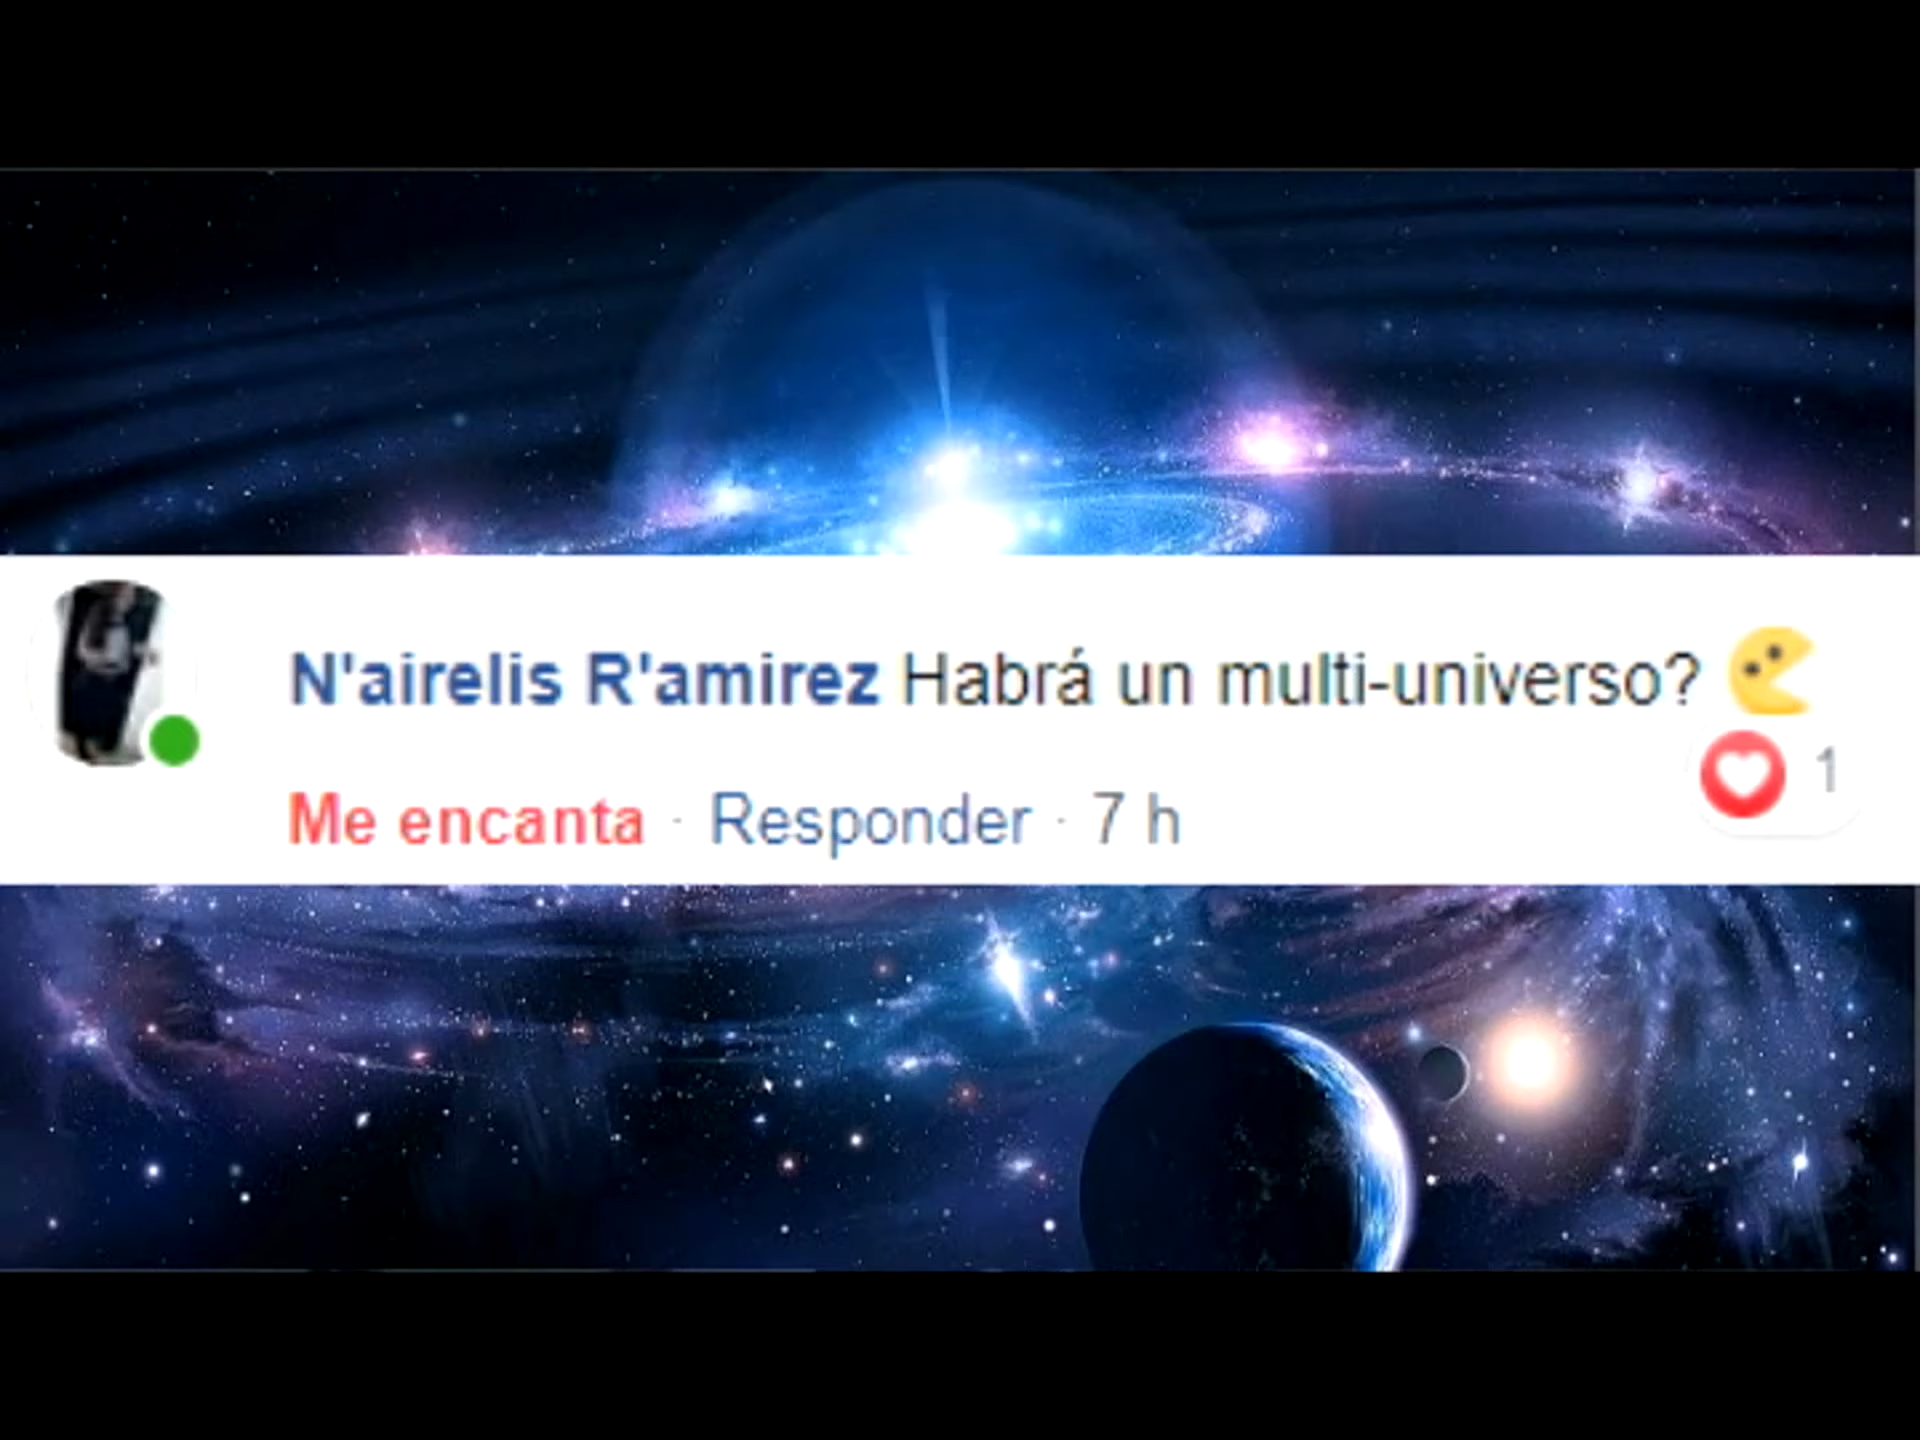 N'airelis R'amirez Habrá un multi-universo?
1
Me encanta · Responder · 7 h